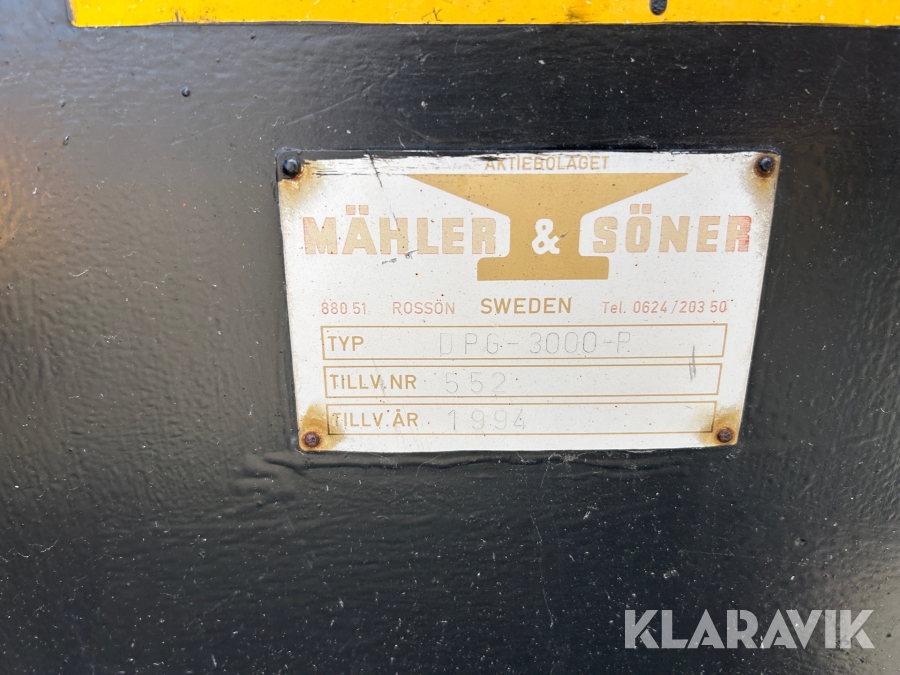 AKTIEBOLAGET
MÄHLER & SÖNER
880 51 ROSSÖN SWEDEN Tel. 0624/203 50
TYP DPG-3000-P
TILLV.NR 552
TILLV.ÅR 1994
KLARAVIK